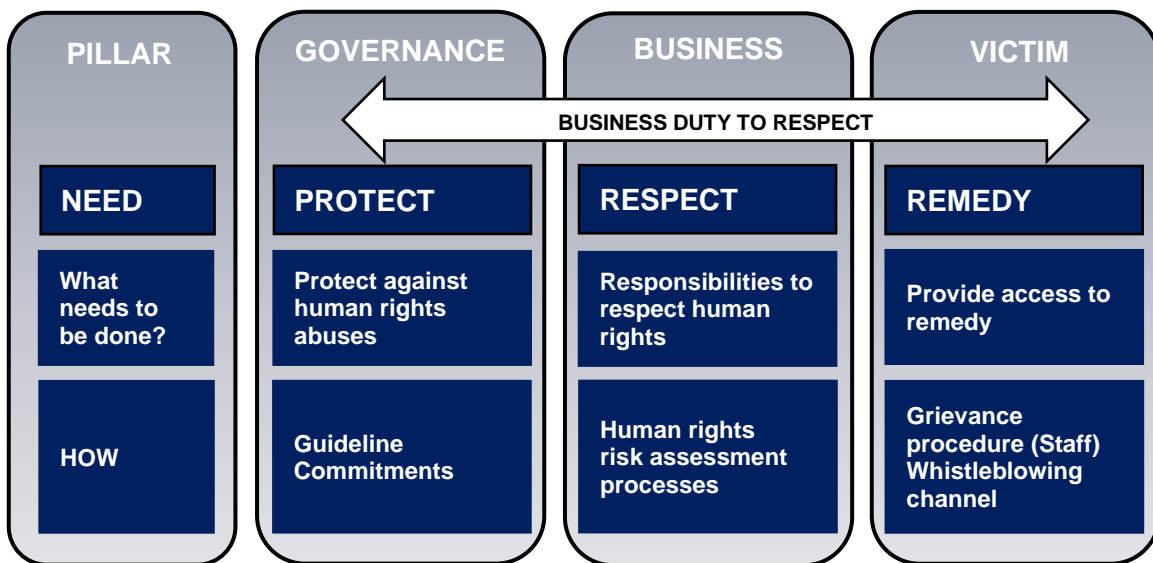 PILLAR
GOVERNANCE
BUSINESS
VICTIM
BUSINESS DUTY TO RESPECT
NEED
PROTECT
RESPECT
REMEDY
What
needs to
be done?
Protect against
human rights
abuses
Responsibilities to
respect human
rights
Provide access to
remedy
HOW
Guideline
Commitments
Human rights
risk assessment
processes
Grievance
procedure (Staff)
Whistleblowing
channel